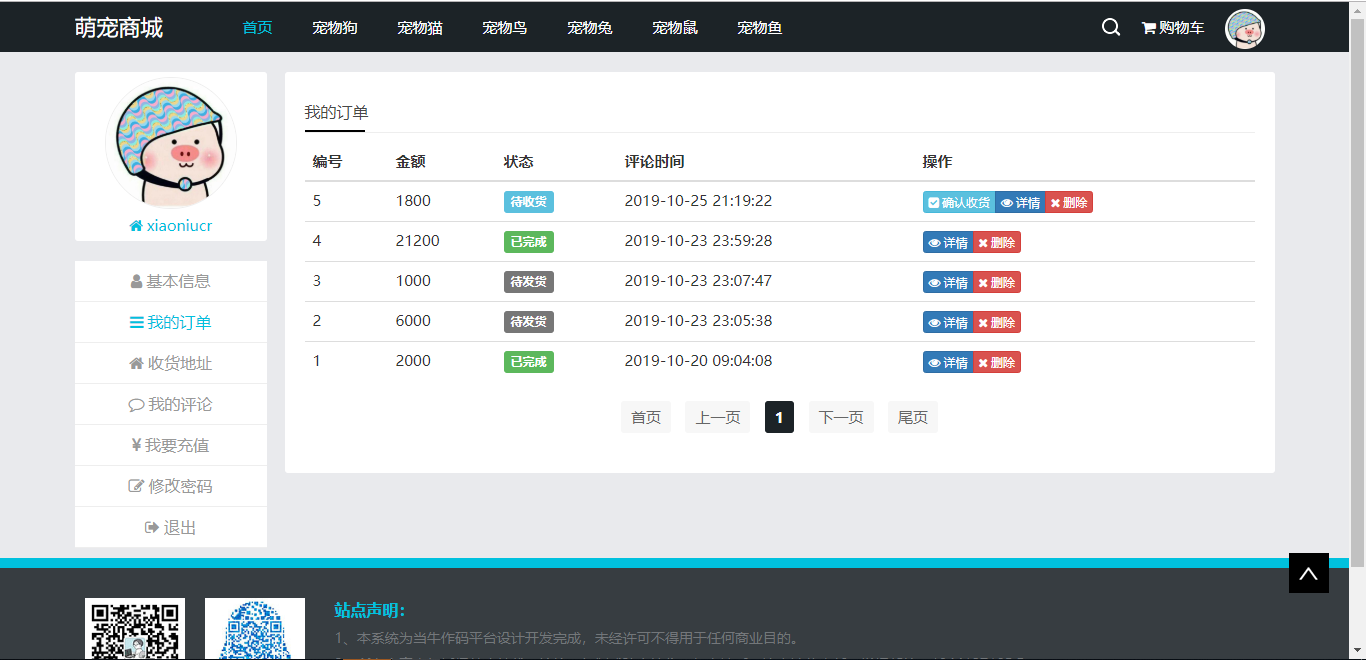 萌宠商城 首页 宠物狗 宠物猫 宠物鸟 宠物兔 宠物鼠 宠物鱼 购物车
xiaoniucr
基本信息
我的订单
收货地址
我的评论
¥我要充值
修改密码
退出
我的订单
编号 金额 状态 评论时间 操作
5 1800 待收货 2019-10-25 21:19:22 确认收货 详情 删除
4 21200 已完成 2019-10-23 23:59:28 详情 删除
3 1000 待发货 2019-10-23 23:07:47 详情 删除
2 6000 待发货 2019-10-23 23:05:38 详情 删除
1 2000 已完成 2019-10-20 09:04:08 详情 删除
首页 上一页 1 下一页 尾页
站点声明：
1、本系统为当牛作码平台设计开发完成，未经许可不得用于任何商业目的。